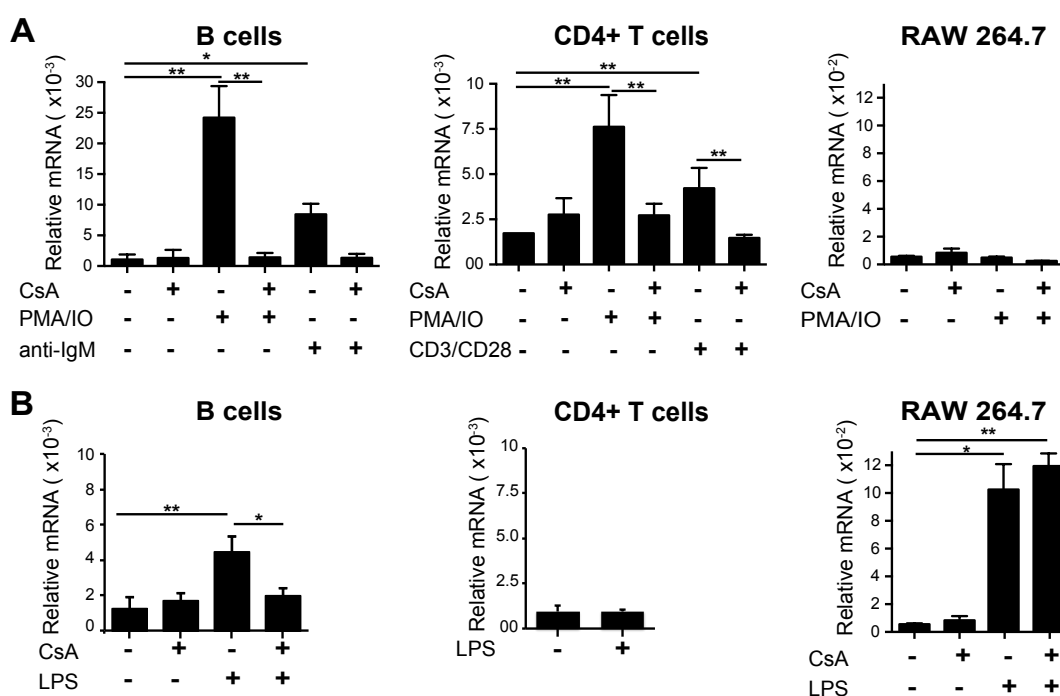 A
B cells
Relative mRNA ( x10-3)
30
25
20
15
10
5
0
* 
** **
CsA - + - + - +
PMA/IO - - + + - -
anti-IgM - - - - + +
CD4+ T cells
Relative mRNA ( x10-3)
10
7.5
5.0
2.5
00
**
** **
**
CsA - + - + - +
PMA/IO - - + + - -
CD3/CD28 - - - - + +
RAW 264.7
Relative mRNA ( x10-2)
12
10
8
6
4
2
0
CsA - + - +
PMA/IO - - + +
B
B cells
Relative mRNA ( x10-3)
10
8
6
4
2
0
** *
CsA - + - +
LPS - - + +
CD4+ T cells
Relative mRNA ( x10-3)
10
7.5
5.0
2.5
00
LPS - +
RAW 264.7
Relative mRNA ( x10-2)
12
10
8
6
4
2
0
**
*
CsA - + - +
LPS - - + +